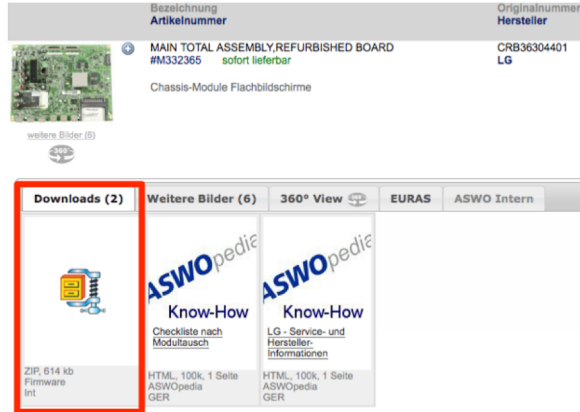 Bezeichnung Originalnummer
Artikelnummer Hersteller
MAIN TOTAL ASSEMBLY,REFURBISHED BOARD CRB36304401
#M332365 sofort lieferbar LG
Chassis-Module Flachbildschirme
weitere Bilder (6)
360°
Downloads (2) Weitere Bilder (6) 360° View EURAS ASWO Intern
ASWOpedia
Know-How
Checkliste nach
Modultausch
ASWOpedia
Know-How
LG - Service- und
Hersteller-
Informationen
ZIP, 614 kb
Firmware
Int
HTML, 100k, 1 Seite
ASWOpedia
GER
HTML, 100k, 1 Seite
ASWOpedia
GER